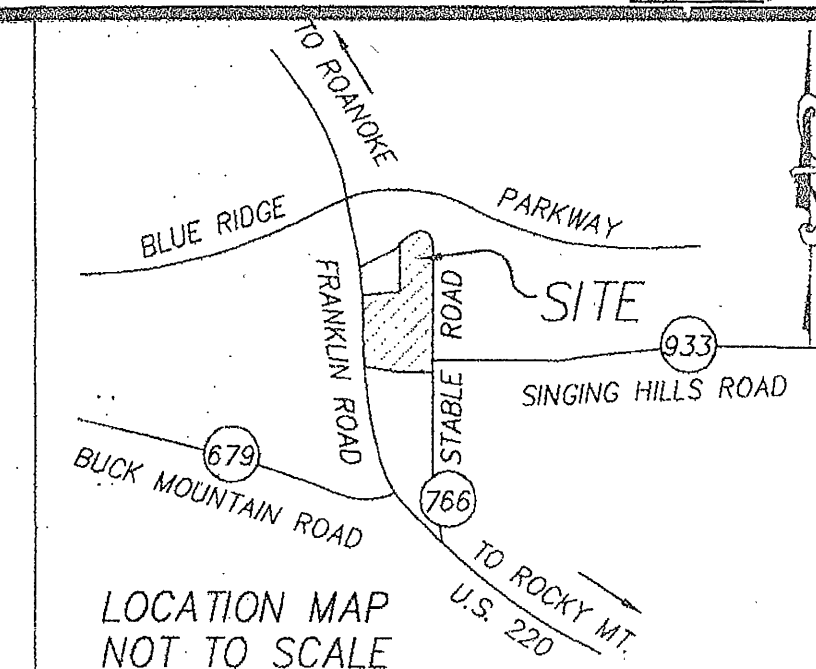 TO ROANOKE
BLUE RIDGE
PARKWAY
FRANKLIN ROAD
STABLE ROAD
SITE
933
SINGING HILLS ROAD
679
BUCK MOUNTAIN ROAD
766
TO ROCKY MT.
U.S. 220
LOCATION MAP
NOT TO SCALE